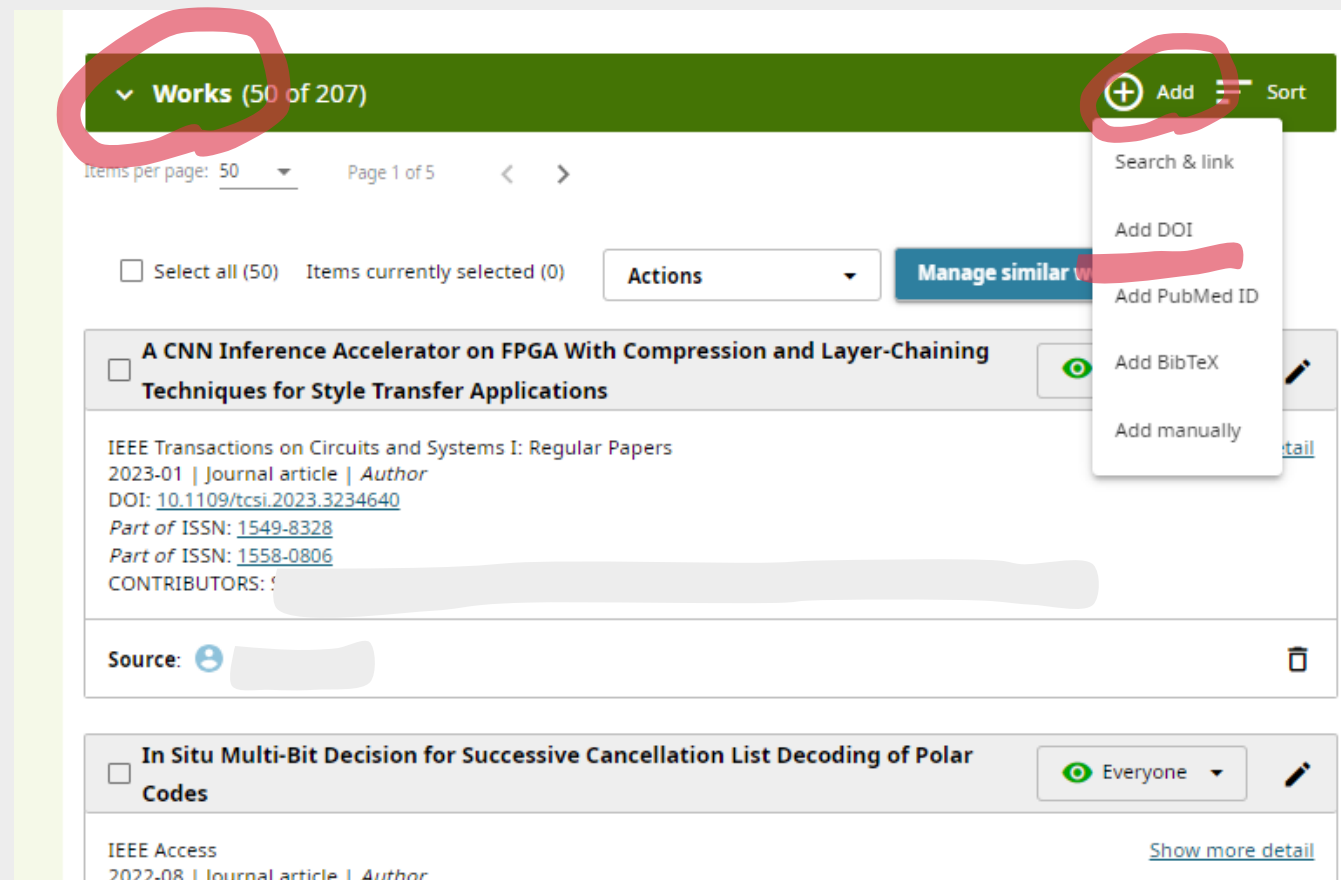 Works (50 of 207)
Add
Sort
Items per page: 50
Page 1 of 5
Search & link
Add DOI
Add PubMed ID
Add BibTeX
Add manually
Select all (50)
Items currently selected (0)
Actions
Manage similar
A CNN Inference Accelerator on FPGA With Compression and Layer-Chaining
Techniques for Style Transfer Applications
IEEE Transactions on Circuits and Systems I: Regular Papers
2023-01 | Journal article | Author
DOI: 10.1109/tcsi.2023.3234640
Part of ISSN: 1549-8328
Part of ISSN: 1558-0806
CONTRIBUTORS:
Source:
In Situ Multi-Bit Decision for Successive Cancellation List Decoding of Polar
Codes
Everyone
IEEE Access
Show more detail
2022-08 | Journal article | Author